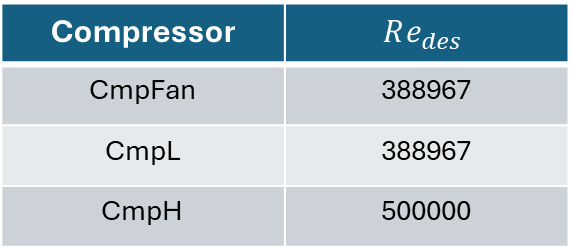 Compressor Re_des
CmpFan 388967
CmpL 388967
CmpH 500000